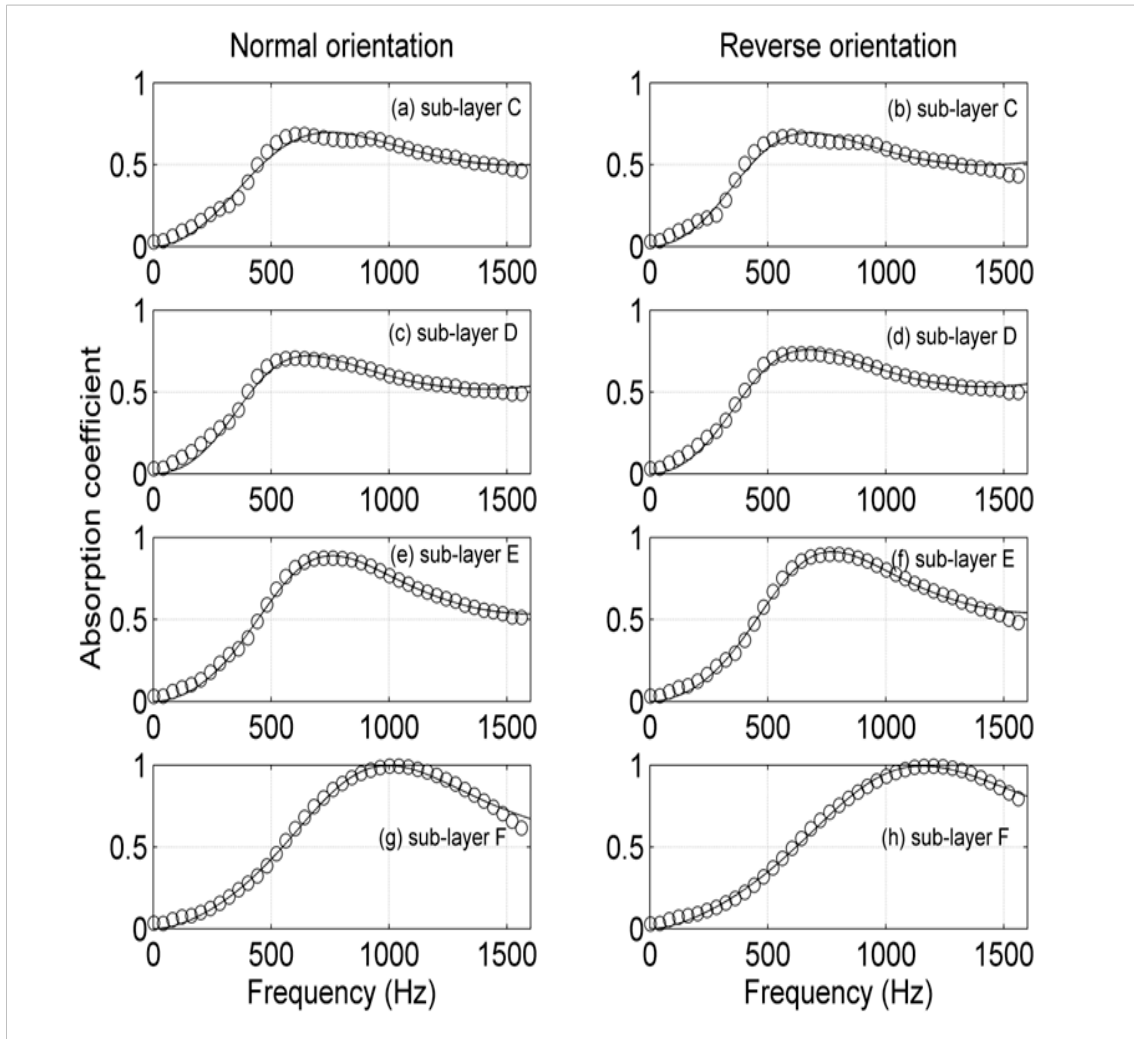 Normal orientation
Reverse orientation
1
(a) sub-layer C
0.5
0
0 500 1000 1500
1
(b) sub-layer C
0.5
0
0 500 1000 1500
Absorption coefficient
1
(c) sub-layer D
0.5
0
0 500 1000 1500
1
(d) sub-layer D
0.5
0
0 500 1000 1500
1
(e) sub-layer E
0.5
0
0 500 1000 1500
1
(f) sub-layer E
0.5
0
0 500 1000 1500
1
0.5
(g) sub-layer F
0
0 500 1000 1500
Frequency (Hz)
1
0.5
(h) sub-layer F
0
0 500 1000 1500
Frequency (Hz)